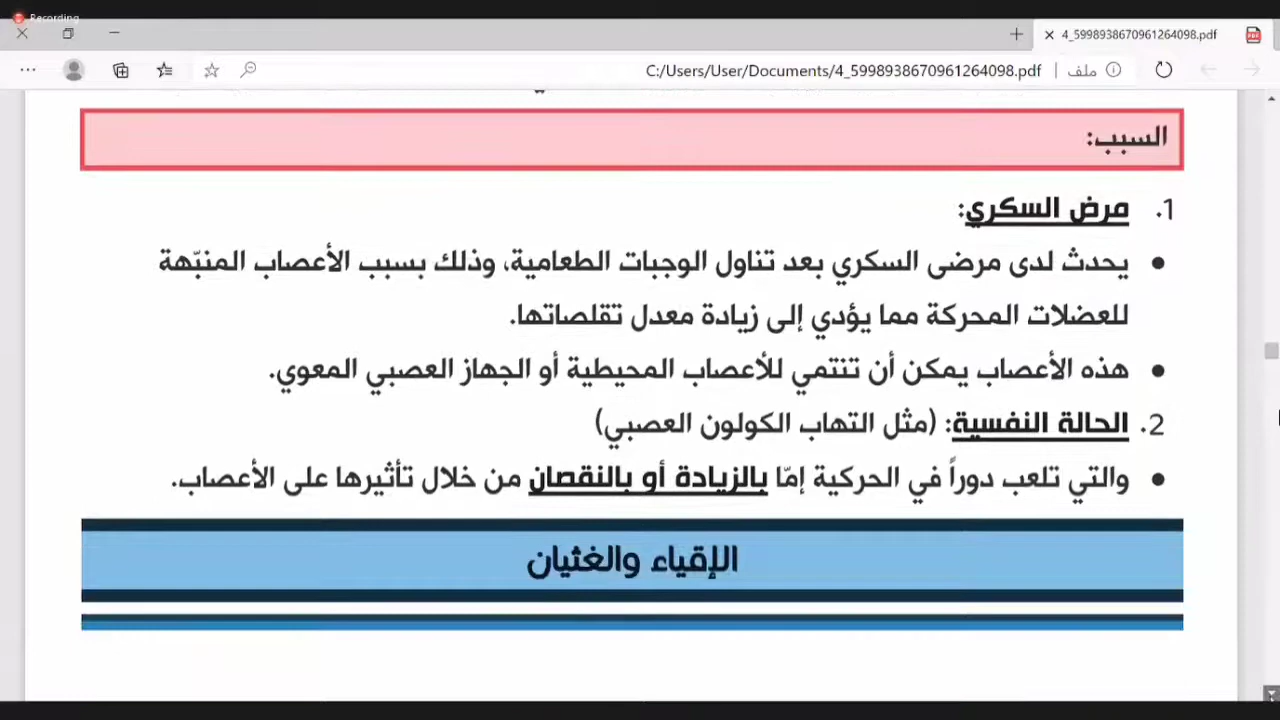 Recording
4_5998938670961264098.pdf
C:/Users/User/Documents/4_5998938670961264098.pdf | ملف
السبب:
1. مرض السكري:
● يحدث لدى مرضى السكري بعد تناول الوجبات الطعامية، وذلك بسبب الأعصاب المنبّهة
للعضلات المحركة مما يؤدي إلى زيادة معدل تقلصاتها.
● هذه الأعصاب يمكن أن تنتمي للأعصاب المحيطية أو الجهاز العصبي المعوي.
2. الحالة النفسية: (مثل التهاب الكولون العصبي)
● والتي تلعب دوراً في الحركية إمّا بالزيادة أو بالنقصان من خلال تأثيرها على الأعصاب.
الإقياء والغثيان